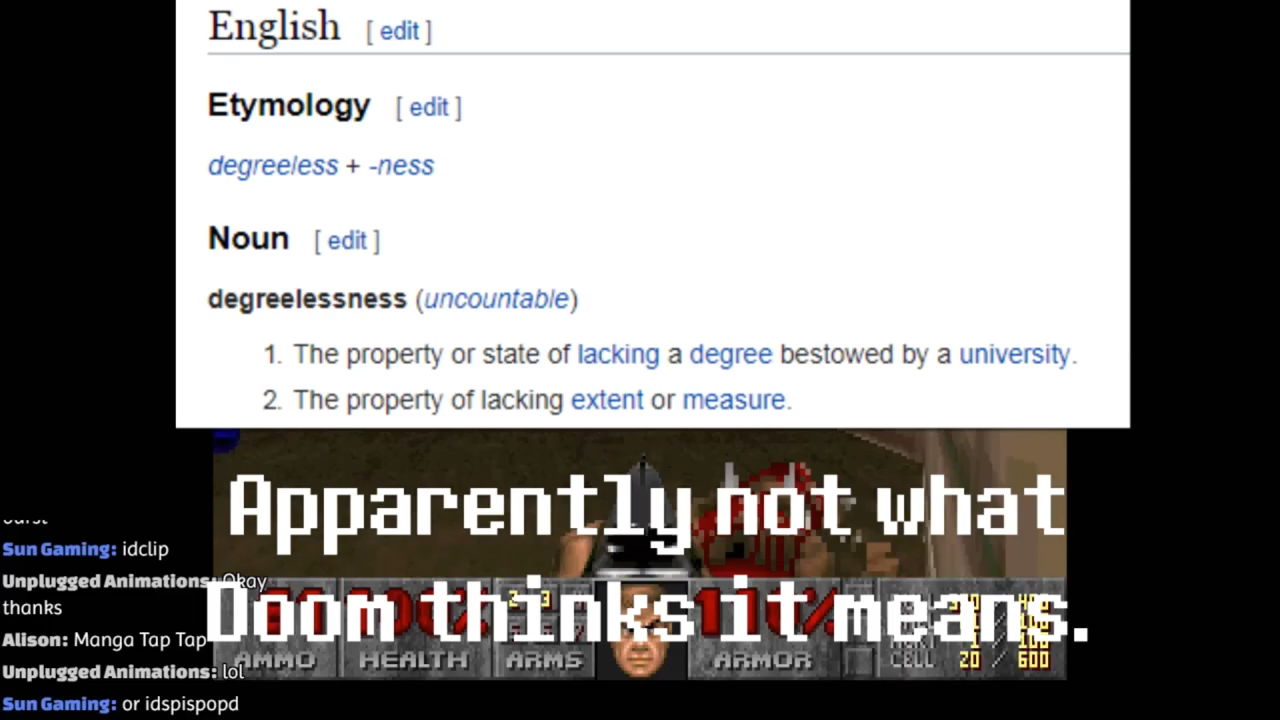 English [ edit ]
Etymology [ edit ]
degreeless + -ness
Noun [ edit ]
degreelessness (uncountable)
1. The property or state of lacking a degree bestowed by a university.
2. The property of lacking extent or measure.
Apparently not what
Doom thinks it means.
Sun Gaming: idclip
Unplugged Animations: Okay
thanks
Alison: Manga Tap Tap
Unplugged Animations: lol
Sun Gaming: or idspispopd
AMMO HEALTH ARMS ARMOR
CELL 20 / 600